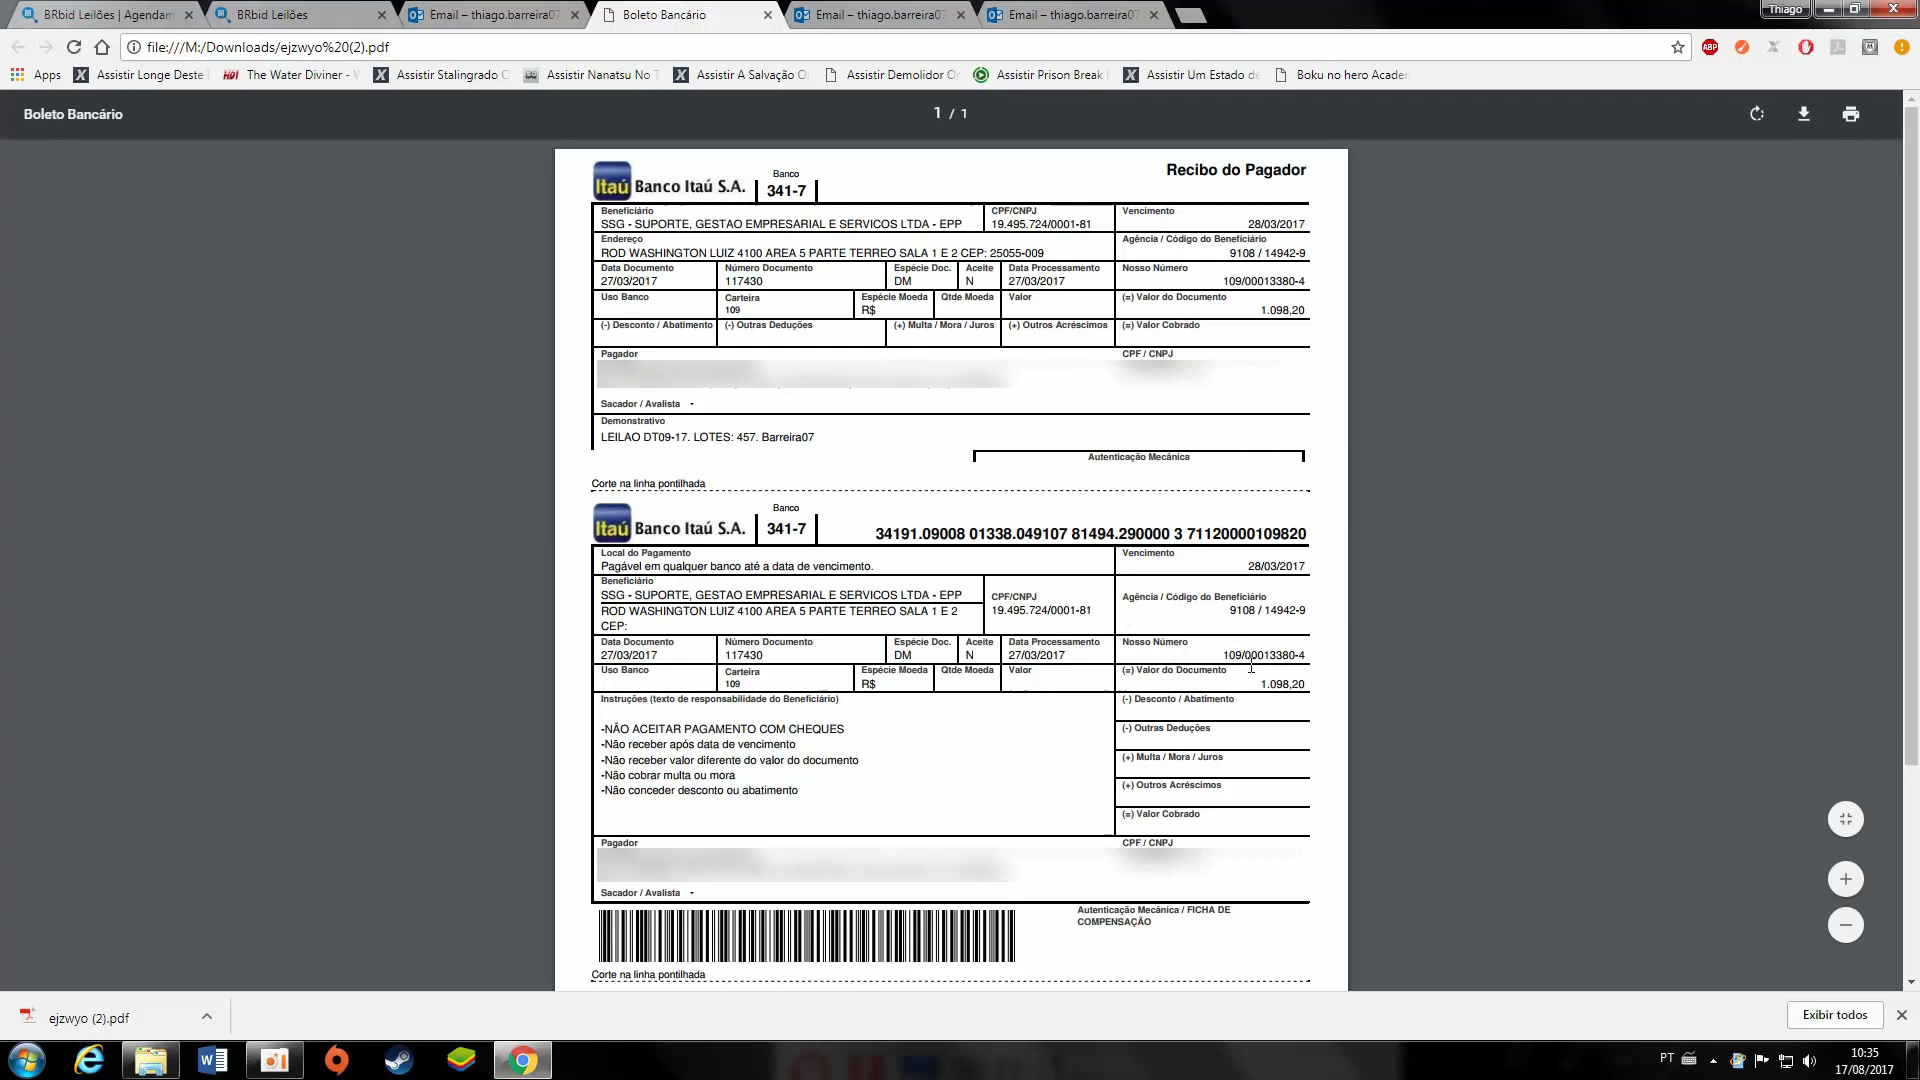 BRbid Leilões | Agendam
BRbid Leilões
Email – thiago.barreira07
Boleto Bancário
Email – thiago.barreira07
Email – thiago.barreira07
Thiago
file:///M:/Downloads/ejzwyo%20(2).pdf
ABP
Apps
Assistir Longe Deste
HD!
The Water Diviner -
Assistir Stalingrado
Assistir Nanatsu No
Assistir A Salvação
Assistir Demolidor
Assistir Prison Break
Assistir Um Estado de
Boku no hero Acade
Boleto Bancário
1 / 1
Itaú Banco Itaú S.A.
Banco
341-7
Recibo do Pagador
Beneficiário
SSG - SUPORTE, GESTAO EMPRESARIAL E SERVICOS LTDA - EPP
CPF/CNPJ
19.495.724/0001-81
Vencimento
28/03/2017
Endereço
ROD WASHINGTON LUIZ 4100 AREA 5 PARTE TERREO SALA 1 E 2 CEP: 25055-009
Agência / Código do Beneficiário
9108 / 14942-9
Data Documento
27/03/2017
Número Documento
117430
Espécie Doc.
DM
Aceite
N
Data Processamento
27/03/2017
Nosso Número
109/00013380-4
Uso Banco
Carteira
109
Espécie Moeda
R$
Qtde Moeda
Valor
(=) Valor do Documento
1.098,20
(-) Desconto / Abatimento
(-) Outras Deduções
(+) Multa / Mora / Juros
(+) Outros Acréscimos
(=) Valor Cobrado
Pagador
CPF / CNPJ
Sacador / Avalista -
Demonstrativo
LEILAO DT09-17. LOTES: 457. Barreira07
Autenticação Mecânica
Corte na linha pontilhada
Itaú Banco Itaú S.A.
Banco
341-7
34191.09008 01338.049107 81494.290000 3 71120000109820
Local do Pagamento
Pagável em qualquer banco até a data de vencimento.
Vencimento
28/03/2017
Beneficiário
SSG - SUPORTE, GESTAO EMPRESARIAL E SERVICOS LTDA - EPP
ROD WASHINGTON LUIZ 4100 AREA 5 PARTE TERREO SALA 1 E 2
CEP:
CPF/CNPJ
19.495.724/0001-81
Agência / Código do Beneficiário
9108 / 14942-9
Data Documento
27/03/2017
Número Documento
117430
Espécie Doc.
DM
Aceite
N
Data Processamento
27/03/2017
Nosso Número
109/00013380-4
Uso Banco
Carteira
109
Espécie Moeda
R$
Qtde Moeda
Valor
(=) Valor do Documento
1.098,20
Instruções (texto de responsabilidade do Beneficiário)
-NÃO ACEITAR PAGAMENTO COM CHEQUES
-Não receber após data de vencimento
-Não receber valor diferente do valor do documento
-Não cobrar multa ou mora
-Não conceder desconto ou abatimento
(-) Desconto / Abatimento
(-) Outras Deduções
(+) Multa / Mora / Juros
(+) Outros Acréscimos
(=) Valor Cobrado
Pagador
CPF / CNPJ
Sacador / Avalista -
Autenticação Mecânica / FICHA DE
COMPENSAÇÃO
Corte na linha pontilhada
ejzwyo (2).pdf
Exibir todos
PT
10:35
17/08/2017